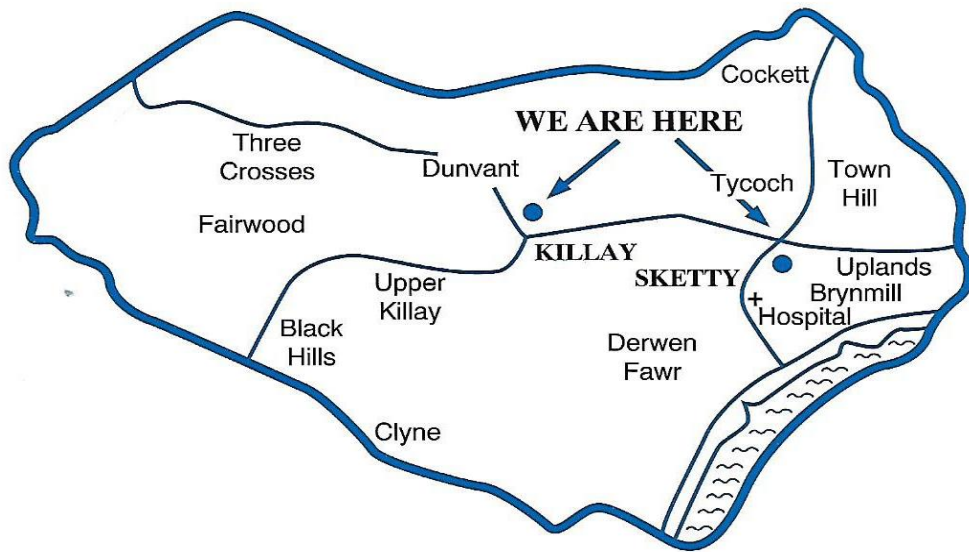 Cockett
WE ARE HERE
Three
Crosses
Dunvant
Tycoch
Town
Hill
Fairwood
KILLAY
SKETTY
Uplands
Brynmill
Hospital
Upper
Killay
Black
Hills
Derwen
Fawr
Clyne